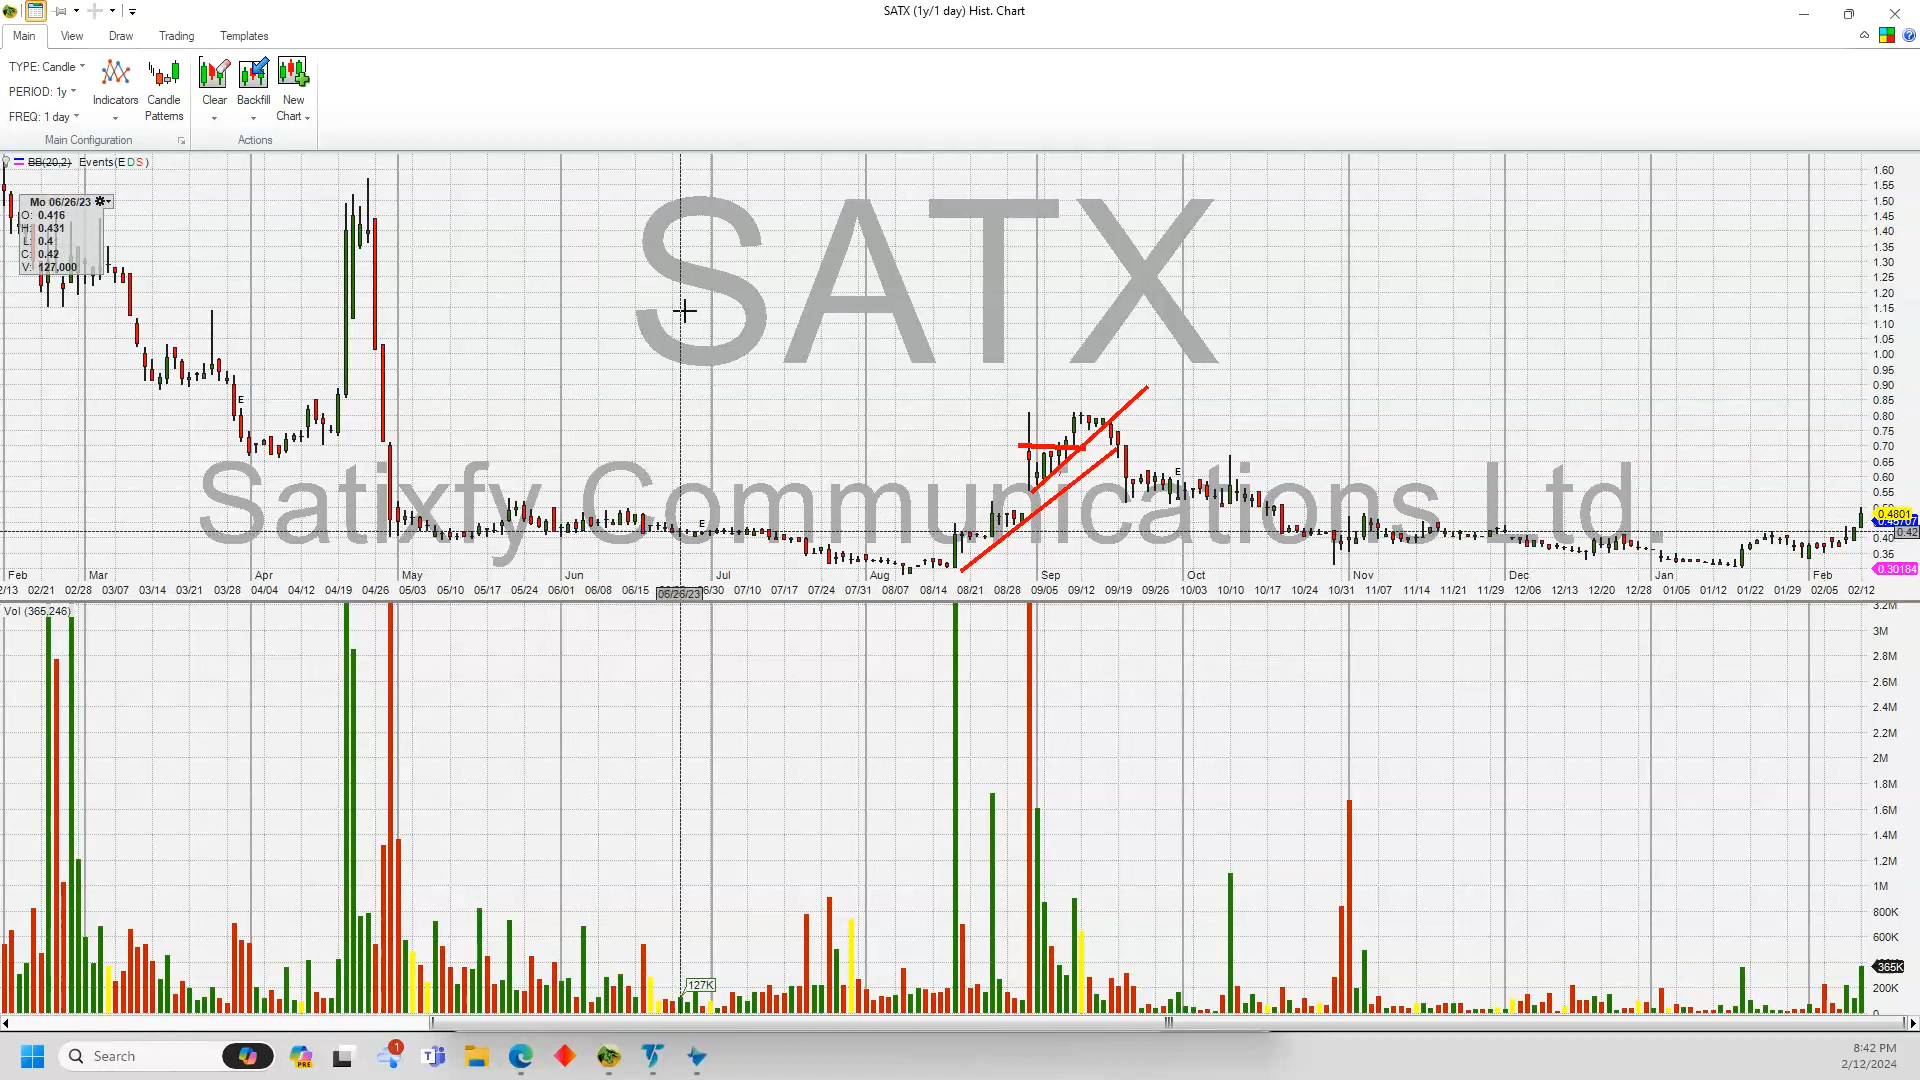 SATX (1y/1 day) Hist. Chart
Main View Draw Trading Templates
TYPE: Candle
PERIOD: 1y
FREQ: 1 day
Indicators
Candle Patterns
Clear
Backfill
New Chart
Main Configuration
Actions
BB(20,2) Events(EDS)
Mo 06/26/23
O: 0.416
H: 0.431
L: 0.4
C: 0.42
V: 127,000
SATX
Satixfy Communications Ltd.
E
E
E
1.60
1.55
1.50
1.45
1.40
1.35
1.30
1.25
1.20
1.15
1.10
1.05
1.00
0.95
0.90
0.85
0.80
0.75
0.70
0.65
0.60
0.55
0.4801
0.42
0.40
0.35
0.30184
Feb Mar Apr May Jun Jul Aug Sep Oct Nov Dec Jan Feb
2/13 02/21 02/28 03/07 03/14 03/21 03/28 04/04 04/12 04/19 04/26 05/03 05/10 05/17 05/24 06/01 06/08 06/15 06/26/23 6/30 07/10 07/17 07/24 07/31 08/07 08/14 08/21 08/28 09/05 09/12 09/19 09/26 10/03 10/10 10/17 10/24 10/31 11/07 11/14 11/21 11/29 12/06 12/13 12/20 12/28 01/05 01/12 01/22 01/29 02/05 02/12
Vol (365,246)
3.2M
3M
2.8M
2.6M
2.4M
2.2M
2M
1.8M
1.6M
1.4M
1.2M
1M
800K
600K
365K
200K
127K
Search
PRE
1
8:42 PM
2/12/2024